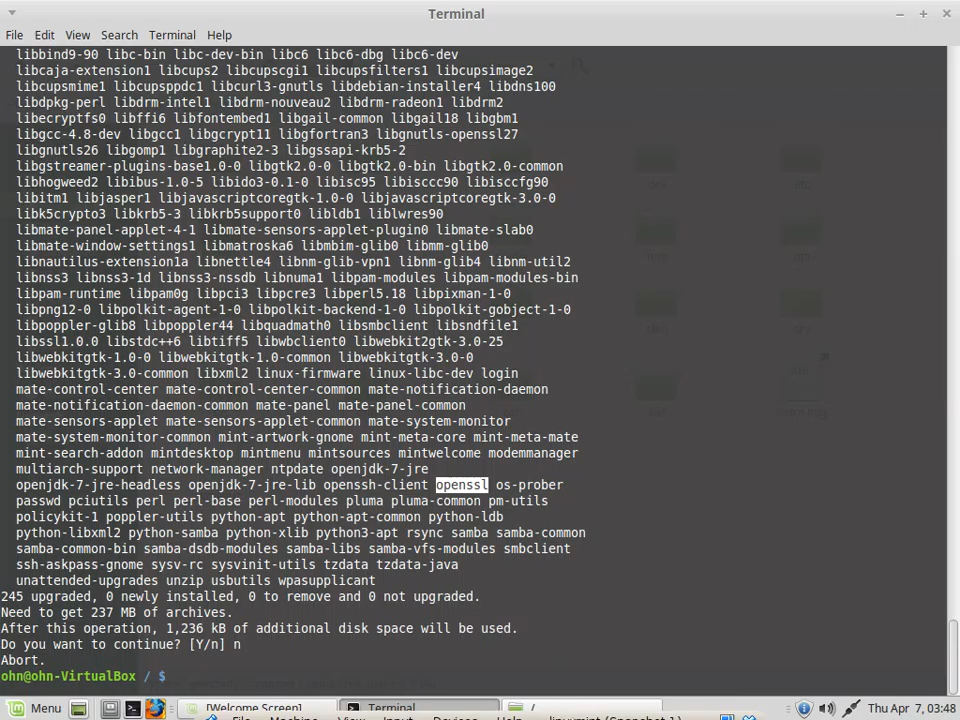 Terminal
File Edit View Search Terminal Help
libbind9-90 libc-bin libc-dev-bin libc6 libc6-dbg libc6-dev
libcaja-extension1 libcups2 libcupscgi1 libcupsfilters1 libcupsimage2
libcupsmime1 libcupsppdc1 libcurl3-gnutls libdebian-installer4 libdns100
libdpkg-perl libdrm-intel1 libdrm-nouveau2 libdrm-radeon1 libdrm2
libecryptfs0 libffi6 libfontembed1 libgail-common libgail18 libgbm1
libgcc-4.8-dev libgcc1 libgcrypt11 libgfortran3 libgnutls-openssl27
libgnutls26 libgomp1 libgraphite2-3 libgssapi-krb5-2
libgstreamer-plugins-base1.0-0 libgtk2.0-0 libgtk2.0-bin libgtk2.0-common
libhogweed2 libibus-1.0-5 libido3-0.1-0 libisc95 libisccc90 libisccfg90
libitm1 libjasper1 libjavascriptcoregtk-1.0-0 libjavascriptcoregtk-3.0-0
libk5crypto3 libkrb5-3 libkrb5support0 libldb1 liblwres90
libmate-panel-applet-4-1 libmate-sensors-applet-plugin0 libmate-slab0
libmate-window-settings1 libmatroska6 libmbim-glib0 libmm-glib0
libnautilus-extension1a libnettle4 libnm-glib-vpn1 libnm-glib4 libnm-util2
libnss3 libnss3-1d libnss3-nssdb libnuma1 libpam-modules libpam-modules-bin
libpam-runtime libpam0g libpci3 libpcre3 libperl5.18 libpixman-1-0
libpng12-0 libpolkit-agent-1-0 libpolkit-backend-1-0 libpolkit-gobject-1-0
libpoppler-glib8 libpoppler44 libquadmath0 libsmbclient libsndfile1
libssl1.0.0 libstdc++6 libtiff5 libwbclient0 libwebkit2gtk-3.0-25
libwebkitgtk-1.0-0 libwebkitgtk-1.0-common libwebkitgtk-3.0-0
libwebkitgtk-3.0-common libxml2 linux-firmware linux-libc-dev login
mate-control-center mate-control-center-common mate-notification-daemon
mate-notification-daemon-common mate-panel mate-panel-common
mate-sensors-applet mate-sensors-applet-common mate-system-monitor
mate-system-monitor-common mint-artwork-gnome mint-meta-core mint-meta-mate
mint-search-addon mintdesktop mintmenu mintsources mintwelcome modemmanager
multiarch-support network-manager ntpdate openjdk-7-jre
openjdk-7-jre-headless openjdk-7-jre-lib openssh-client openssl os-prober
passwd pciutils perl perl-base perl-modules pluma pluma-common pm-utils
policykit-1 poppler-utils python-apt python-apt-common python-ldb
python-libxml2 python-samba python-xlib python3-apt rsync samba samba-common
samba-common-bin samba-dsdb-modules samba-libs samba-vfs-modules smbclient
ssh-askpass-gnome sysv-rc sysvinit-utils tzdata tzdata-java
unattended-upgrades unzip usbutils wpasupplicant
245 upgraded, 0 newly installed, 0 to remove and 0 not upgraded.
Need to get 237 MB of archives.
After this operation, 1,236 kB of additional disk space will be used.
Do you want to continue? [Y/n] n
Abort.
ohn@ohn-VirtualBox / $
Menu [Welcome Screen] Terminal / Thu Apr 7, 03:48
File Machine View Input Devices Help linuxmint (Snapshot 1)